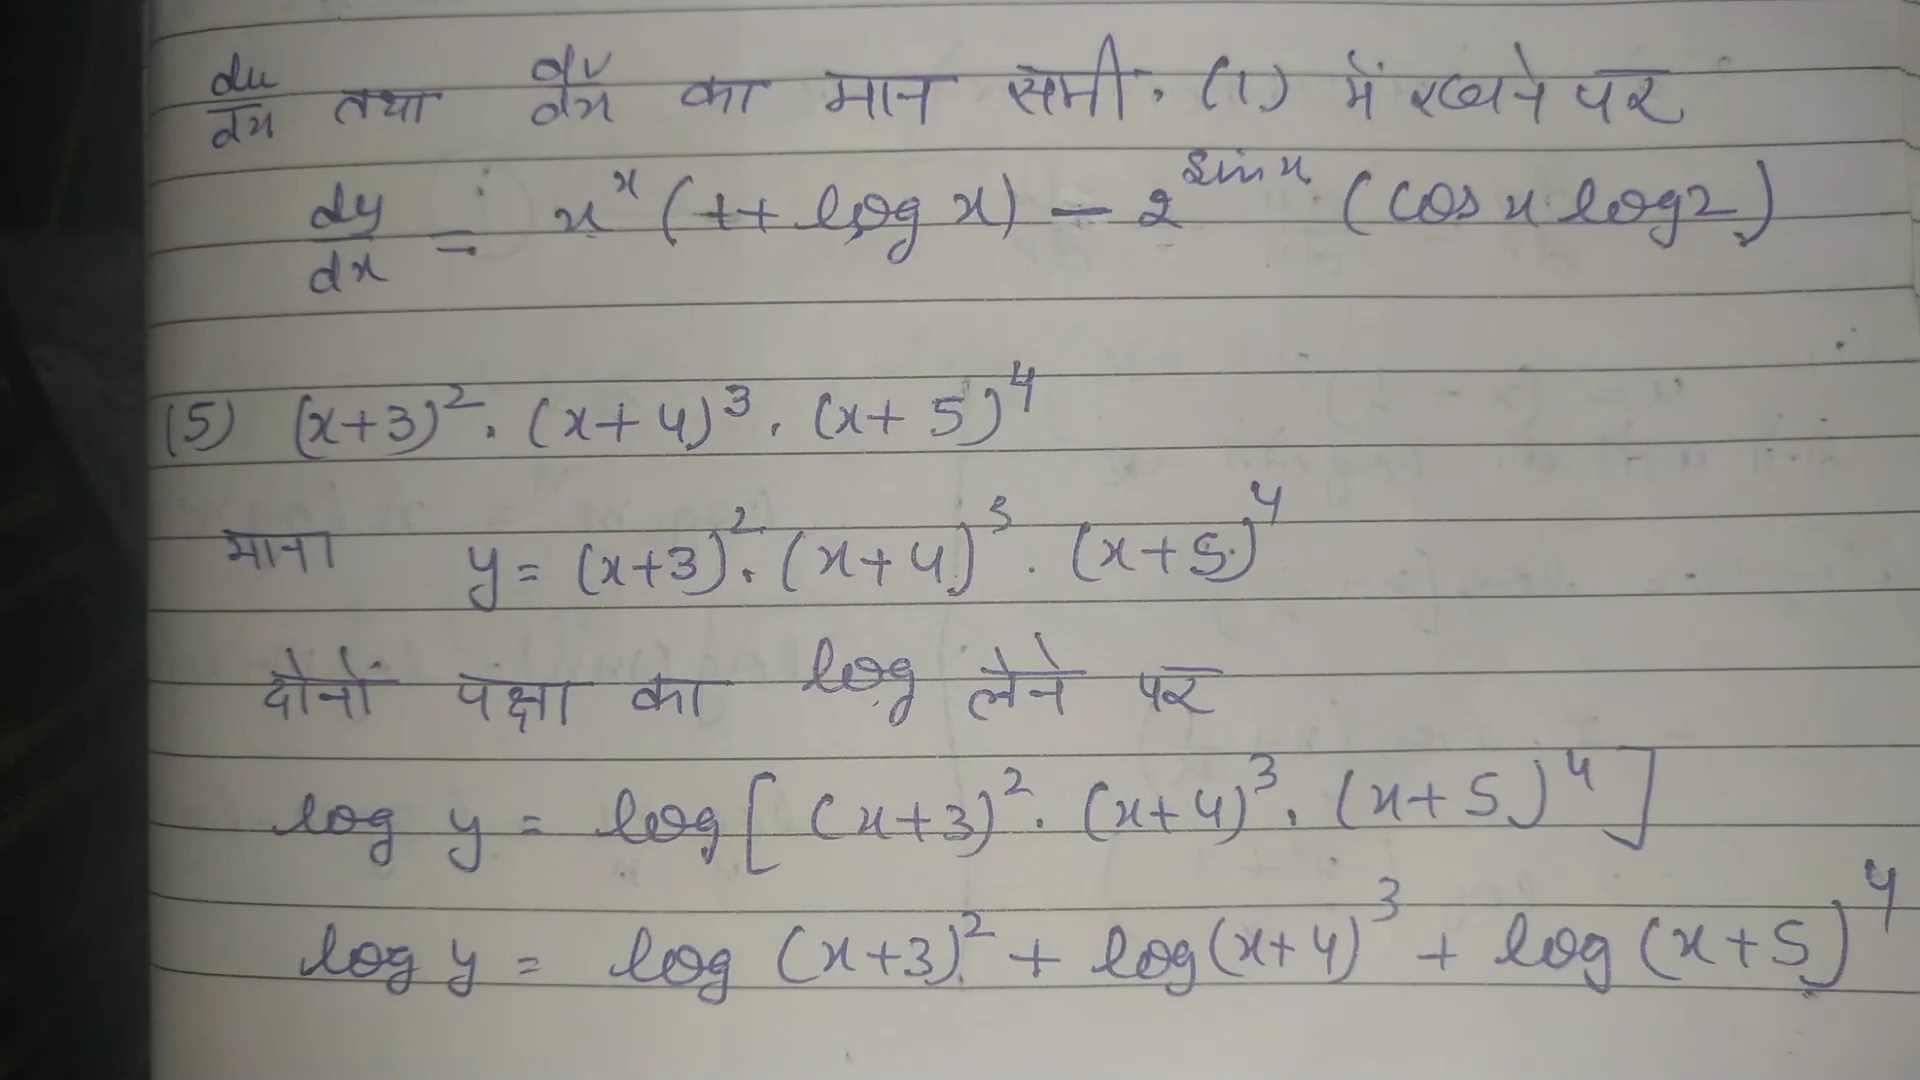 du/dx तथा dv/dx का मान समी. (1) में रखने पर
dy/dx = x^x (1+ log x) - 2^sin x (cos x log 2)
(5) (x+3)^2 . (x+4)^3 . (x+5)^4
माना y = (x+3)^2 . (x+4)^3 . (x+5)^4
दोनों पक्षा का log लेने पर
log y = log [ (x+3)^2 . (x+4)^3 . (x+5)^4 ]
log y = log (x+3)^2 + log (x+4)^3 + log (x+5)^4